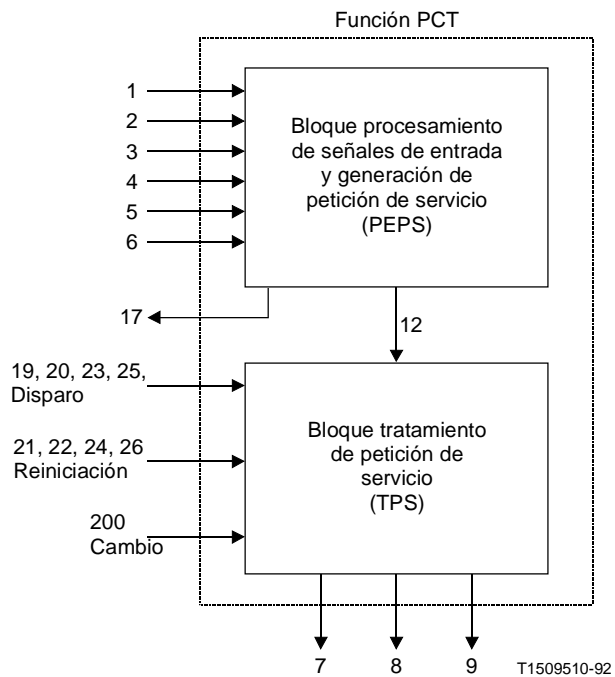 Función PCT
1
2
3
4
5
6
Bloque procesamiento
de señales de entrada
y generación de
petición de servicio
(PEPS)
17
12
19, 20, 23, 25,
Disparo
21, 22, 24, 26
Reiniciación
200
Cambio
Bloque tratamiento
de petición de
servicio
(TPS)
7
8
9
T1509510-92